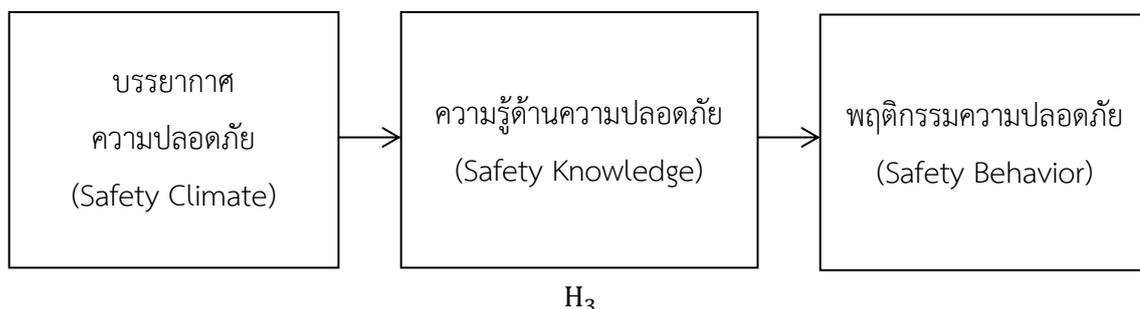 บรรยากาศ
ความปลอดภัย
(Safety Climate)
ความรู้ด้านความปลอดภัย
(Safety Knowledge)
พฤติกรรมความปลอดภัย
(Safety Behavior)
H₃